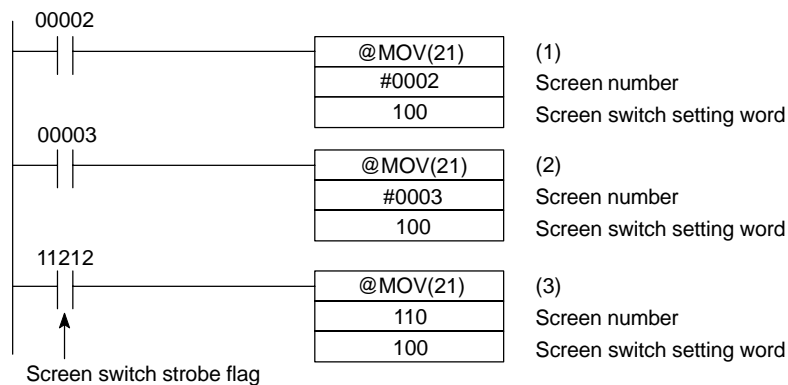 00002
@MOV(21) (1)
#0002 Screen number
100 Screen switch setting word
00003
@MOV(21) (2)
#0003 Screen number
100 Screen switch setting word
11212
@MOV(21) (3)
110 Screen number
100 Screen switch setting word
Screen switch strobe flag